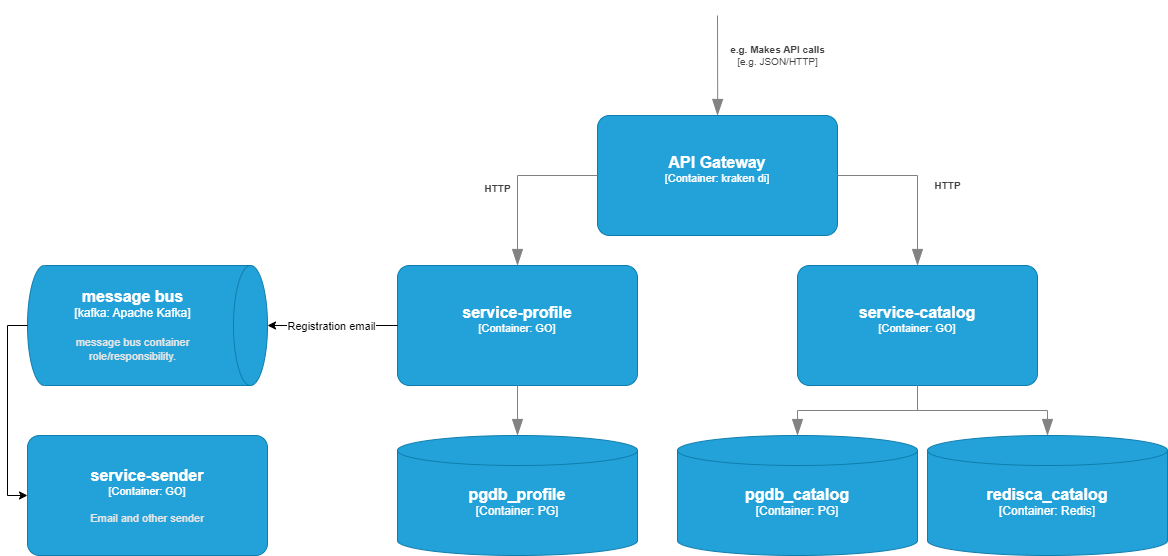 e.g. Makes API calls
[e.g. JSON/HTTP]
API Gateway
[Container: kraken di]
HTTP
HTTP
message bus
[kafka: Apache Kafka]
message bus container
role/responsibility.
Registration email
service-profile
[Container: GO]
service-catalog
[Container: GO]
service-sender
[Container: GO]
Email and other sender
pgdb_profile
[Container: PG]
pgdb_catalog
[Container: PG]
redisca_catalog
[Container: Redis]